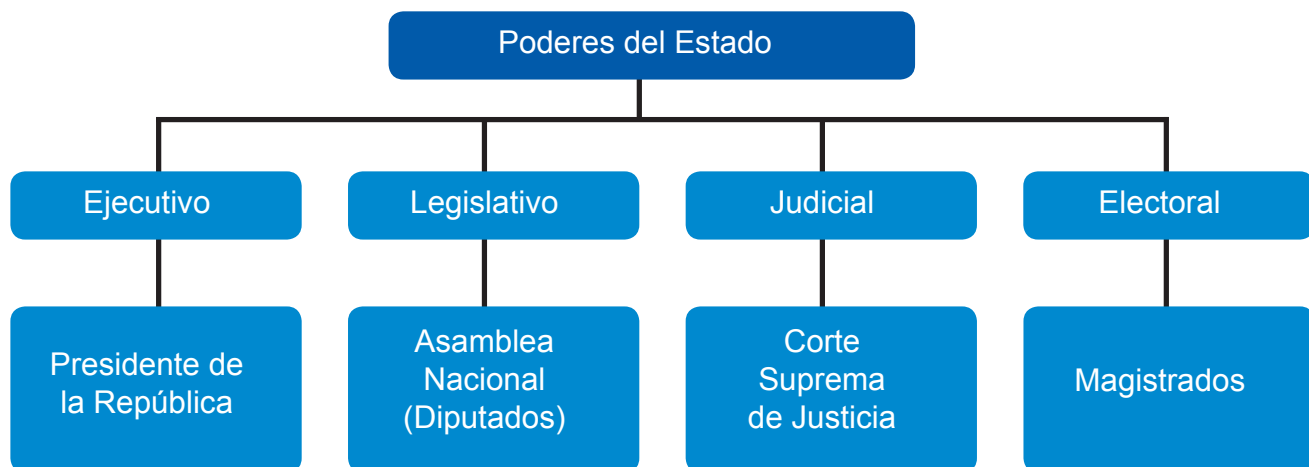 Poderes del Estado
Ejecutivo
Legislativo
Judicial
Electoral
Presidente de
la República
Asamblea
Nacional
(Diputados)
Corte
Suprema
de Justicia
Magistrados